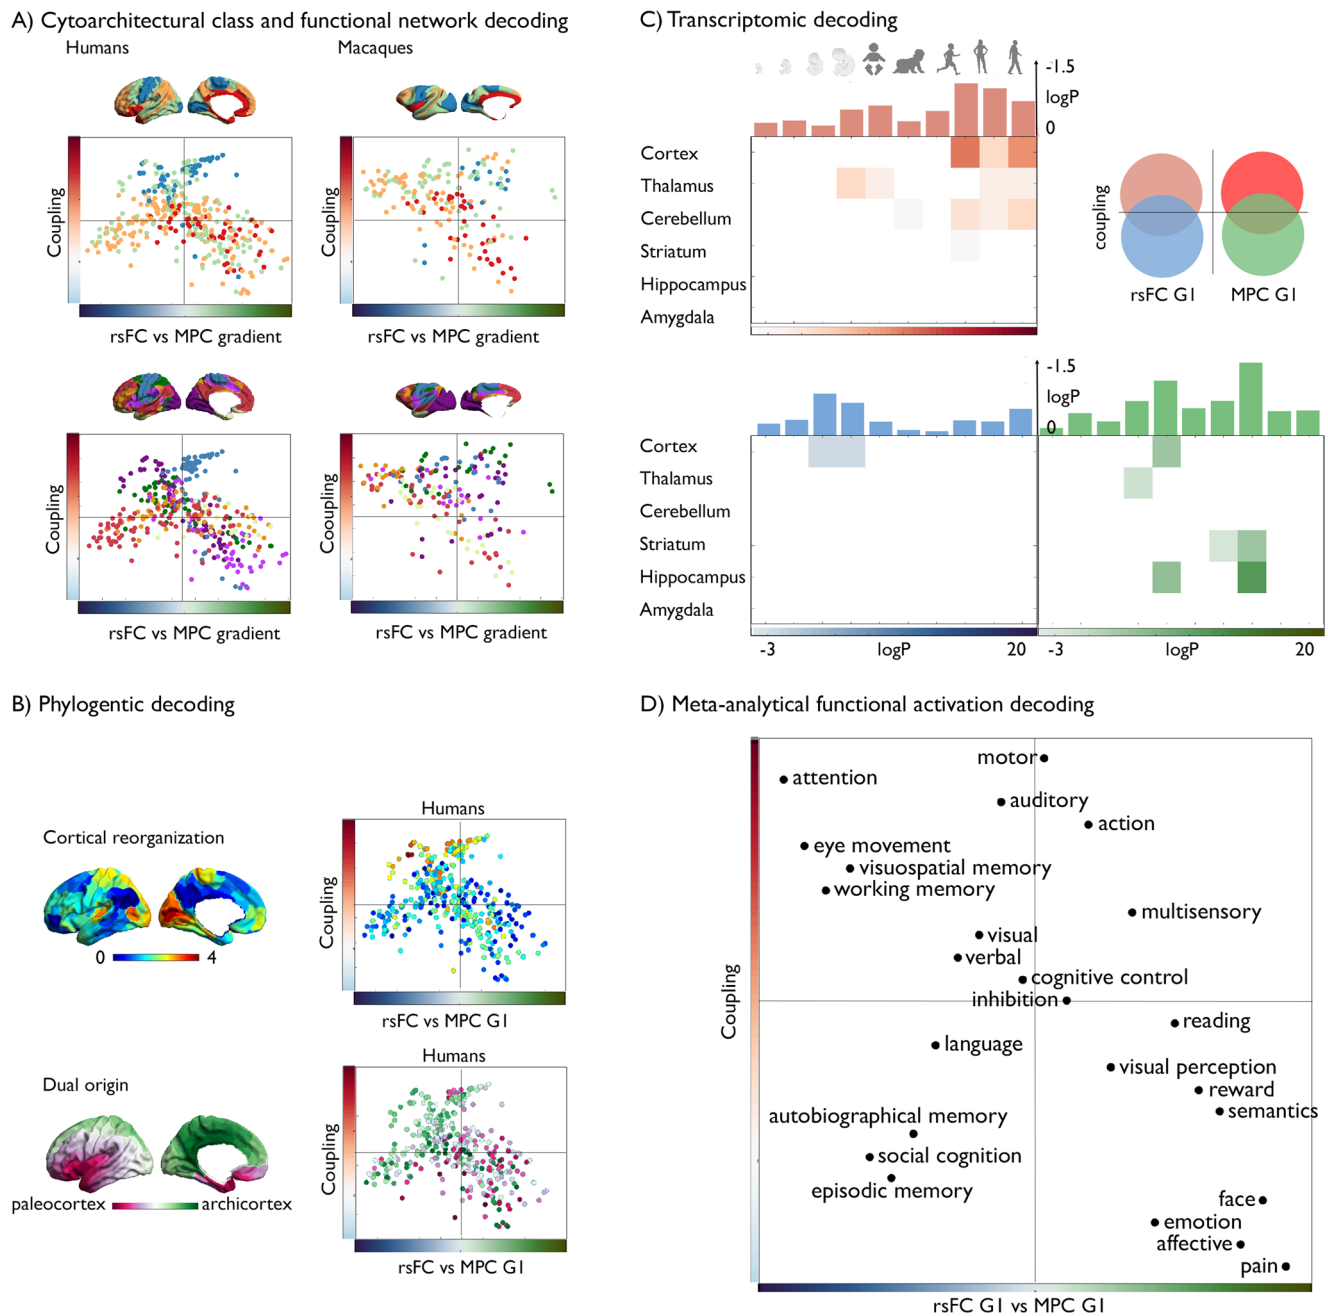 A) Cytoarchitectural class and functional network decoding
Humans
Macaques
Coupling
rsFC vs MPC gradient
Coupling
rsFC vs MPC gradient
Coupling
rsFC vs MPC gradient
Coupling
rsFC vs MPC gradient
B) Phylogentic decoding
Cortical reorganization
0
4
Humans
Coupling
rsFC vs MPC G1
Dual origin
paleocortex
archicortex
Humans
Coupling
rsFC vs MPC G1
C) Transcriptomic decoding
-1.5
logP
0
Cortex
Thalamus
Cerebellum
Striatum
Hippocampus
Amygdala
coupling
rsFC G1
MPC G1
-1.5
logP
0
Cortex
Thalamus
Cerebellum
Striatum
Hippocampus
Amygdala
-3
logP
20
-3
logP
20
D) Meta-analytical functional activation decoding
Coupling
motor
attention
auditory
action
eye movement
visuospatial memory
working memory
multisensory
visual
verbal
cognitive control
inhibition
reading
language
visual perception
reward
semantics
autobiographical memory
social cognition
episodic memory
face
emotion
affective
pain
rsFC G1 vs MPC G1